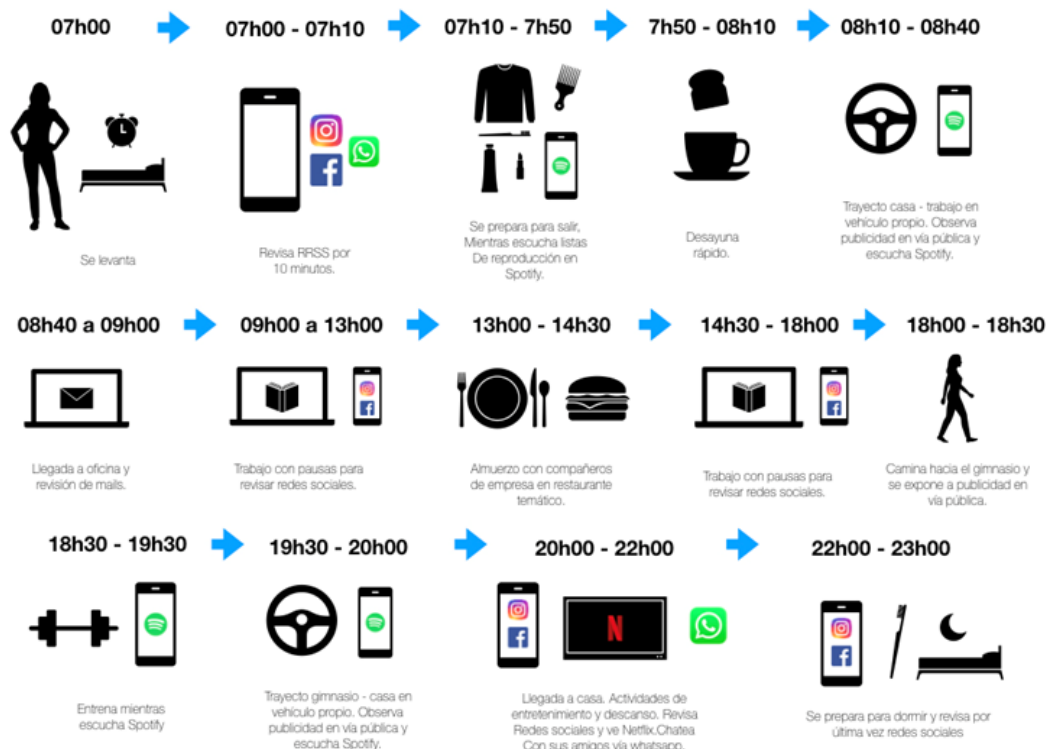 07h00
07h00 - 07h10
07h10 - 7h50
7h50 - 08h10
08h10 - 08h40
Se levanta
Revisa RRSS por
10 minutos.
Se prepara para salir,
Mientras escucha listas
De reproducción en
Spotify.
Desayuna
rápido.
Trayecto casa - trabajo en
vehículo propio. Observa
publicidad en vía pública y
escucha Spotify.
08h40 a 09h00
09h00 a 13h00
13h00 - 14h30
14h30 - 18h00
18h00 - 18h30
Llegada a oficina y
revisión de mails.
Trabajo con pausas para
revisar redes sociales.
Almuerzo con compañeros
de empresa en restaurante
temático.
Trabajo con pausas para
revisar redes sociales.
Camina hacia el gimnasio y
se expone a publicidad en
vía pública.
18h30 - 19h30
19h30 - 20h00
20h00 - 22h00
22h00 - 23h00
N
Entrena mientras
escucha Spotify
Trayecto gimnasio - casa en
vehículo propio. Observa
publicidad en vía pública y
escucha Spotify.
Llegada a casa. Actividades de
entretenimiento y descanso. Revisa
Redes sociales y ve Netflix.Chatea
Con sus amigos vía whatsapp.
Se prepara para dormir y revisa por
última vez redes sociales